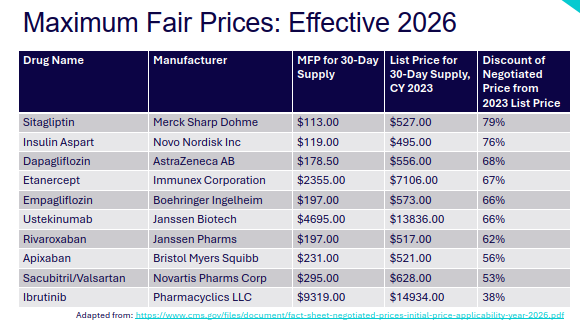 Maximum Fair Prices: Effective 2026
Drug Name Manufacturer MFP for 30-Day Supply List Price for 30-Day Supply, CY 2023 Discount of Negotiated Price from 2023 List Price
Sitagliptin Merck Sharp Dohme $113.00 $527.00 79%
Insulin Aspart Novo Nordisk Inc $119.00 $495.00 76%
Dapagliflozin AstraZeneca AB $178.50 $556.00 68%
Etanercept Immunex Corporation $2355.00 $7106.00 67%
Empagliflozin Boehringer Ingelheim $197.00 $573.00 66%
Ustekinumab Janssen Biotech $4695.00 $13836.00 66%
Rivaroxaban Janssen Pharms $197.00 $517.00 62%
Apixaban Bristol Myers Squibb $231.00 $521.00 56%
Sacubitril/Valsartan Novartis Pharms Corp $295.00 $628.00 53%
Ibrutinib Pharmacyclics LLC $9319.00 $14934.00 38%
Adapted from: https://www.cms.gov/files/document/fact-sheet-negotiated-prices-initial-price-applicability-year-2026.pdf